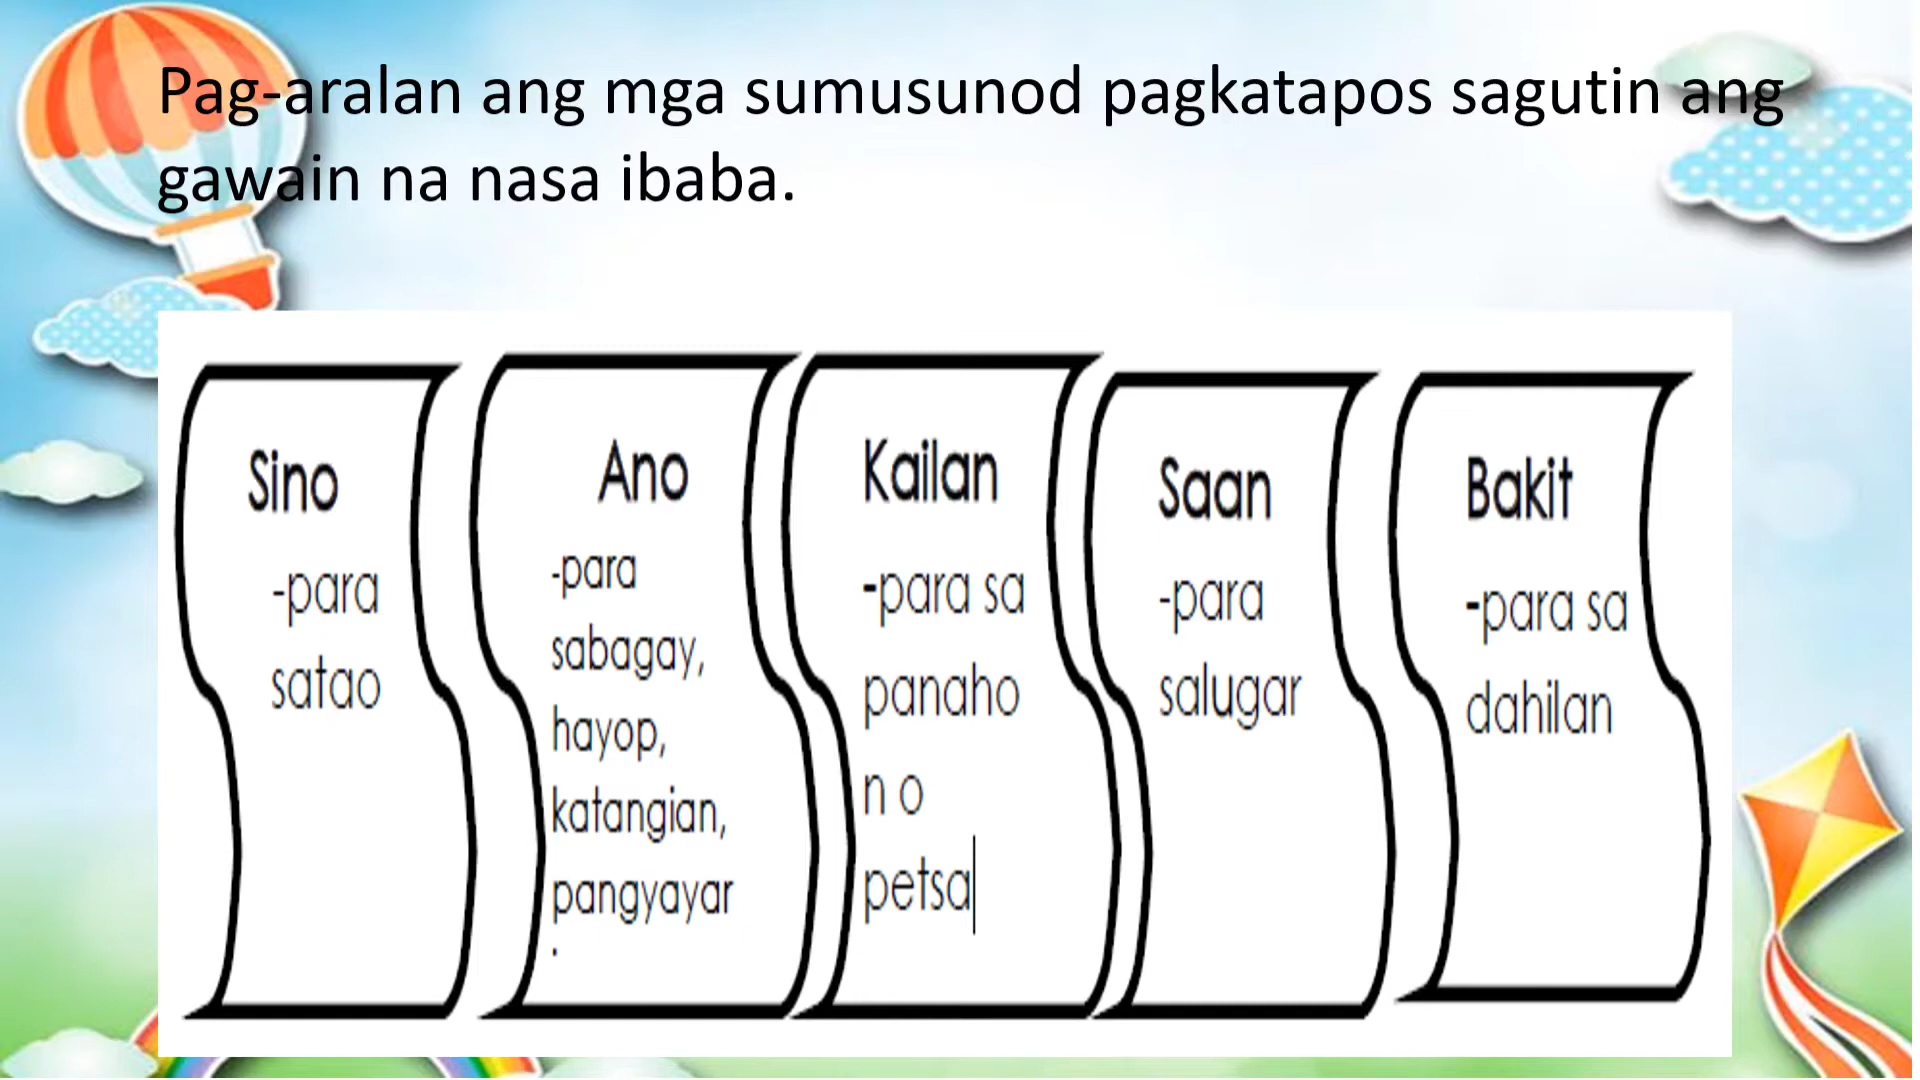 Pag-aralan ang mga sumusunod pagkatapos sagutin ang
gawain na nasa ibaba.
Sino
-para
satao
Ano
-para
sabagay,
hayop,
katangian,
pangyayar
Kailan
-para sa
panaho
n o
petsa
Saan
-para
salugar
Bakit
-para sa
dahilan